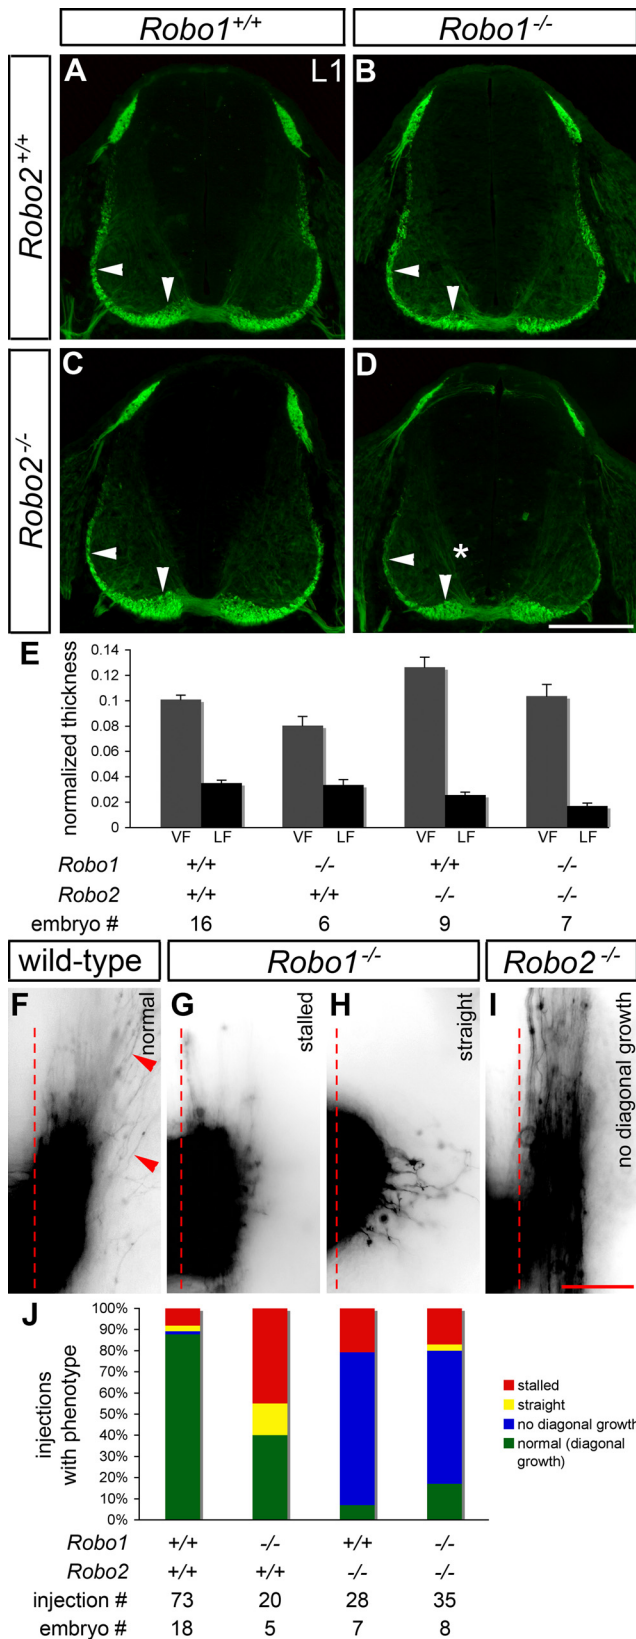 Robo1+/+ Robo1-/-
Robo2+/+
A L1 B
Robo2-/-
C D
*
E
normalized thickness
0.14
0.12
0.1
0.08
0.06
0.04
0.02
0
VF LF VF LF VF LF VF LF
Robo1 +/+ -/- +/+ -/-
Robo2 +/+ +/+ -/- -/-
embryo # 16 6 9 7
wild-type Robo1-/- Robo2-/-
F normal G stalled H straight I no diagonal growth
J
injections
with phenotype
100%
90%
80%
70%
60%
50%
40%
30%
20%
10%
0%
stalled
straight
no diagonal growth
normal (diagonal
growth)
Robo1 +/+ -/- +/+ -/-
Robo2 +/+ +/+ -/- -/-
injection # 73 20 28 35
embryo # 18 5 7 8